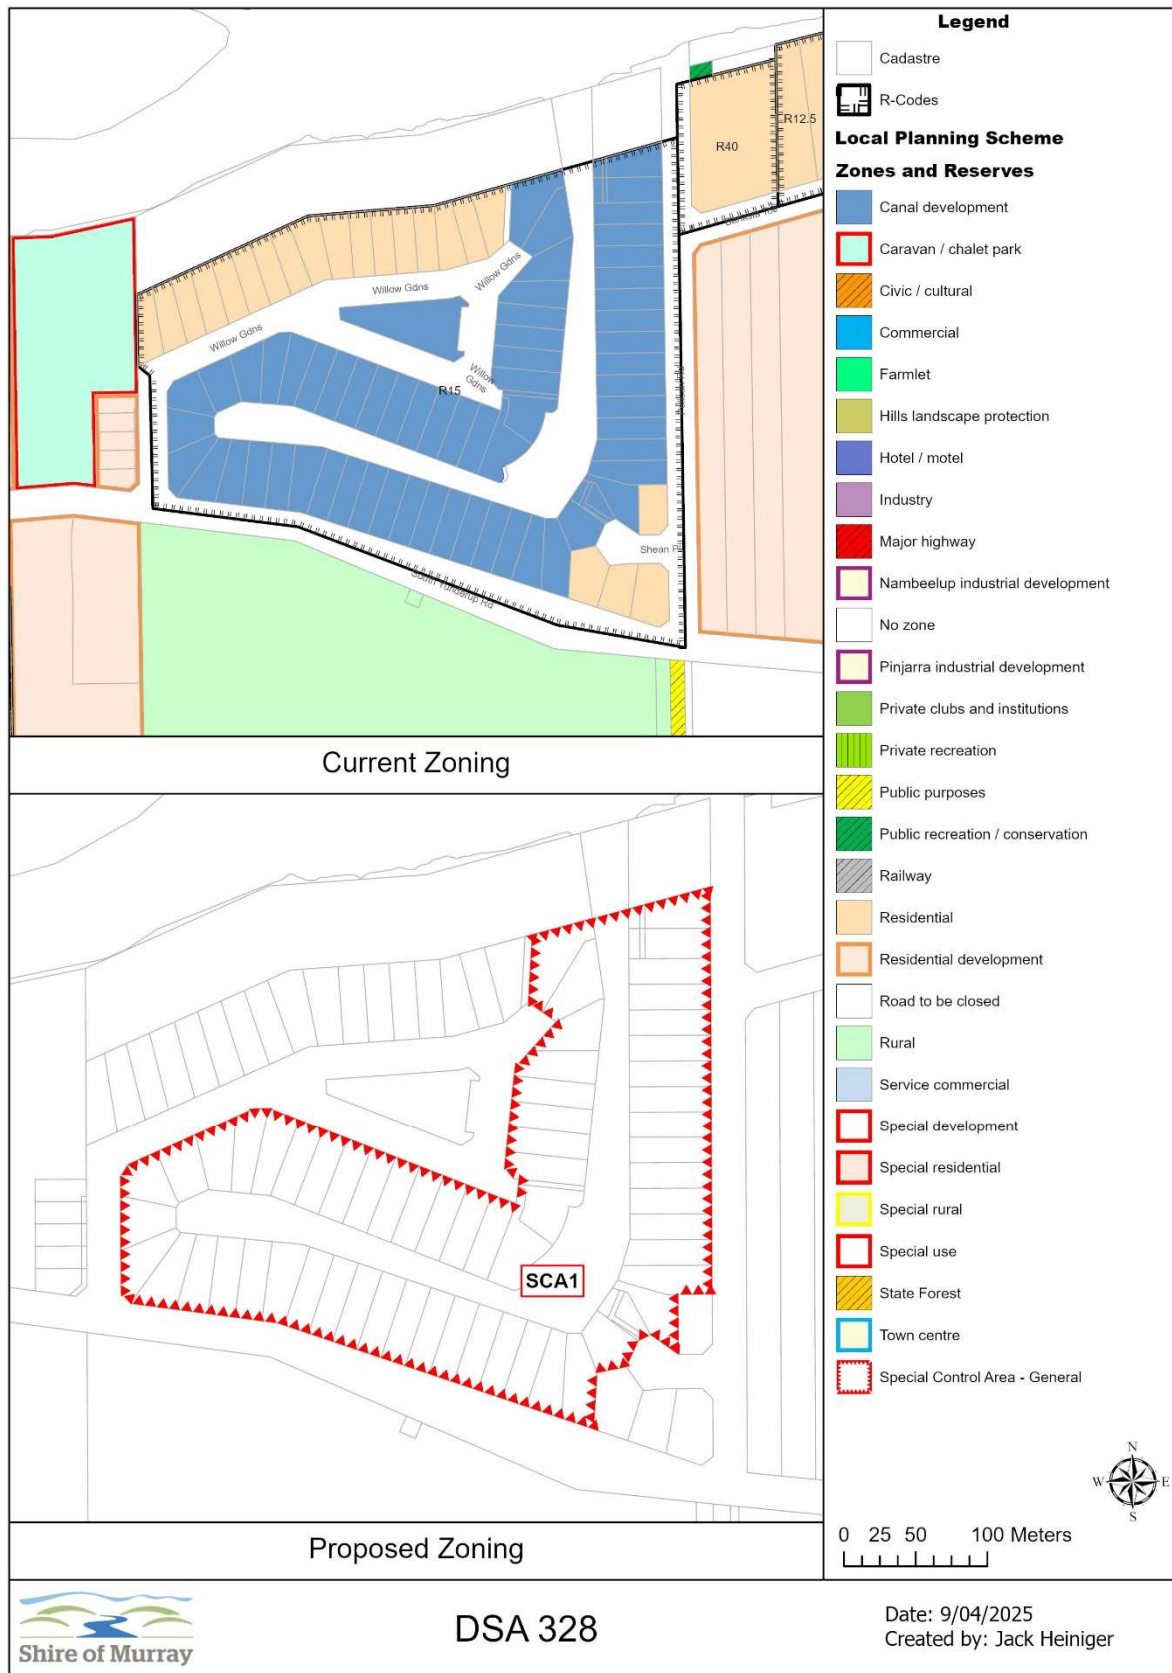 R40
R12.5
Willow Gdns
Willow Gdns
Willow Gdns
Willow
Gdns
R15
Shean Pl
South Yunderup Rd
Current Zoning
SCA1
Proposed Zoning
Legend
Cadastre
R-Codes
Local Planning Scheme
Zones and Reserves
Canal development
Caravan / chalet park
Civic / cultural
Commercial
Farmlet
Hills landscape protection
Hotel / motel
Industry
Major highway
Nambeelup industrial development
No zone
Pinjarra industrial development
Private clubs and institutions
Private recreation
Public purposes
Public recreation / conservation
Railway
Residential
Residential development
Road to be closed
Rural
Service commercial
Special development
Special residential
Special rural
Special use
State Forest
Town centre
Special Control Area - General
N
W E
S
0 25 50 100 Meters
Shire of Murray
DSA 328
Date: 9/04/2025
Created by: Jack Heiniger